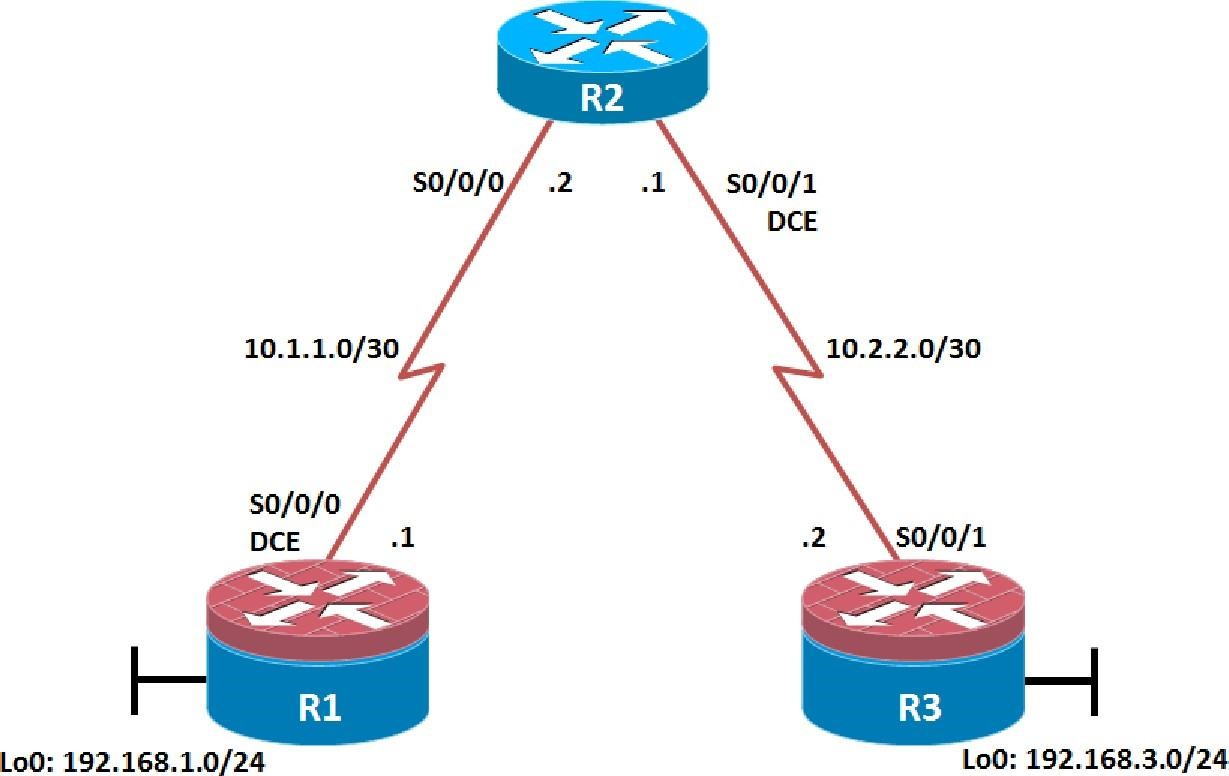 R2
S0/0/0 .2 .1 S0/0/1
DCE
10.1.1.0/30 10.2.2.0/30
S0/0/0
DCE .1 .2 S0/0/1
R1 R3
Lo0: 192.168.1.0/24 Lo0: 192.168.3.0/24